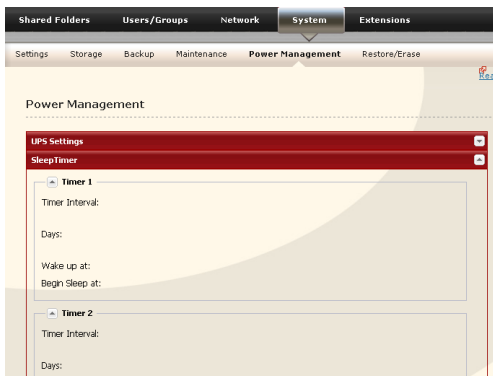 Shared Folders Users/Groups Network System Extensions
Settings Storage Backup Maintenance Power Management Restore/Erase
Power Management
UPS Settings
SleepTimer
Timer 1
Timer Interval:
Days:
Wake up at:
Begin Sleep at:
Timer 2
Timer Interval:
Days: